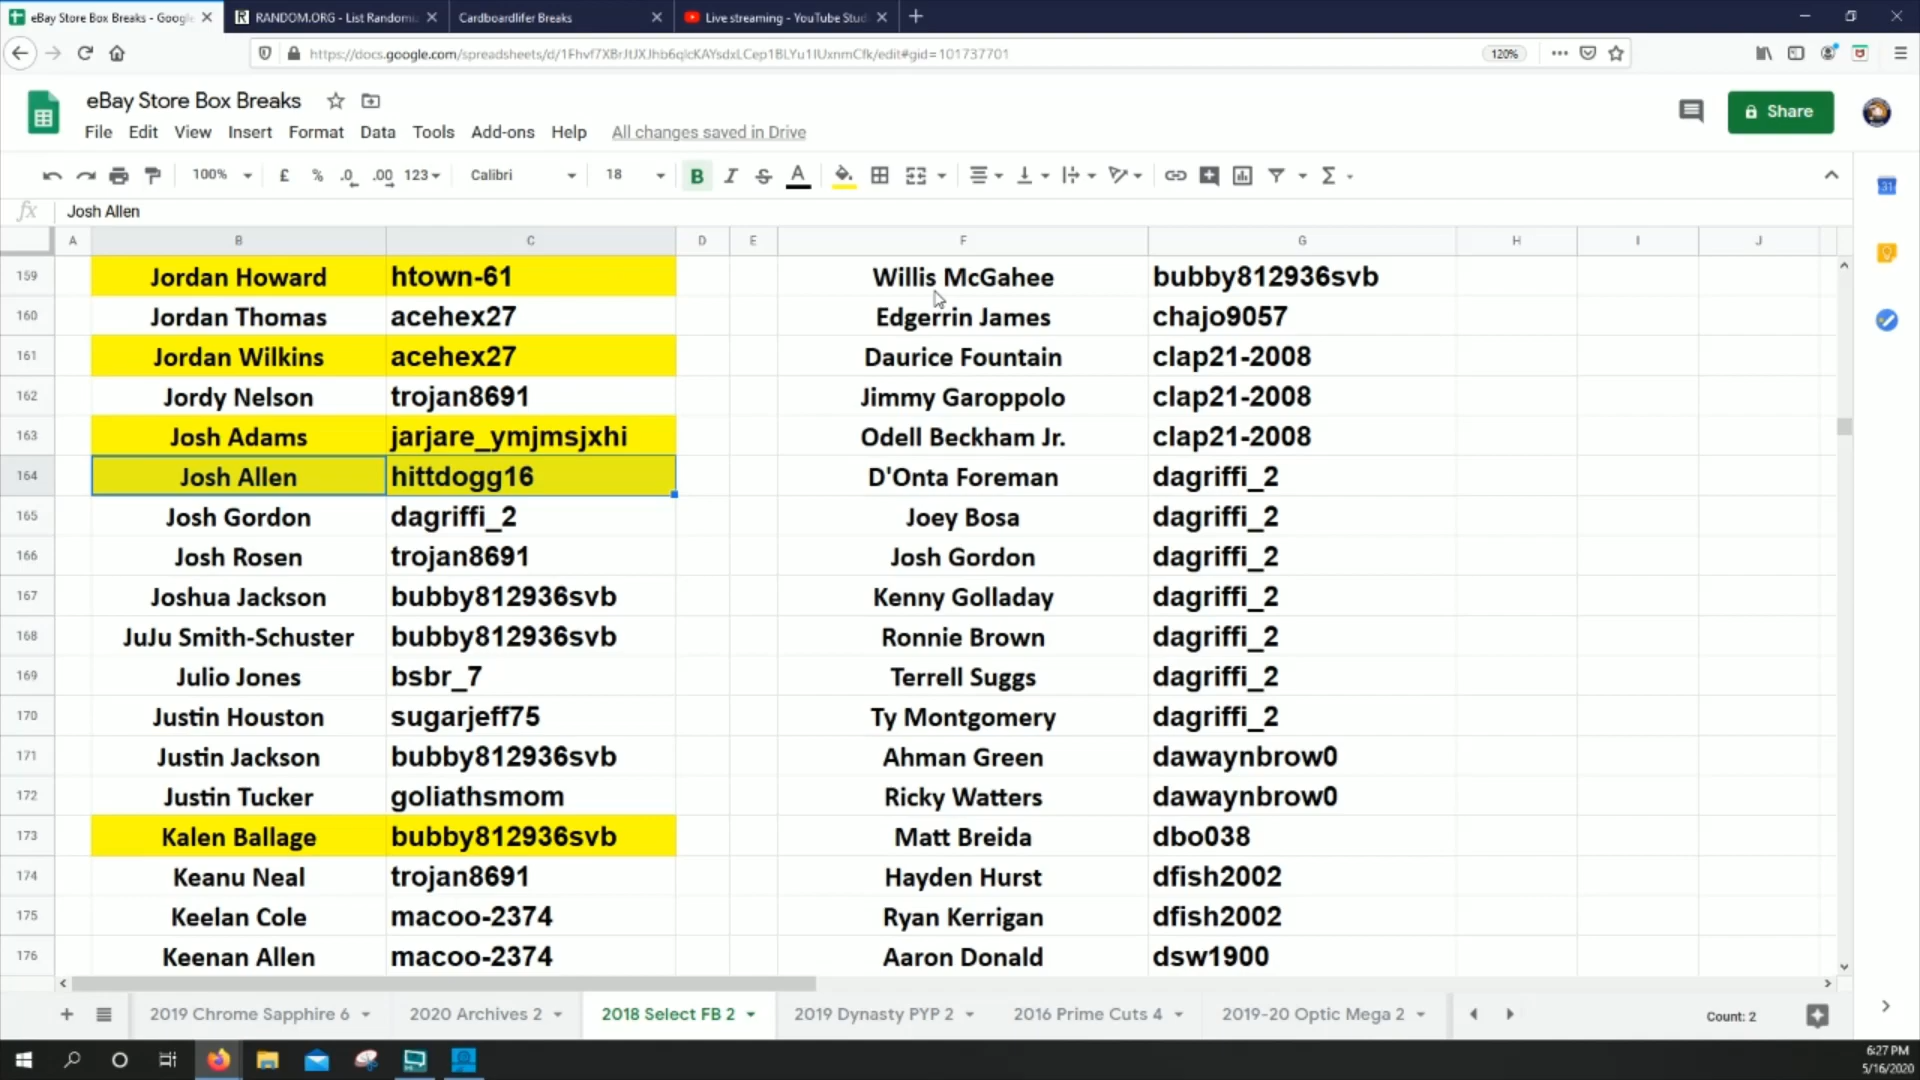 eBay Store Box Breaks - Google
RANDOM.ORG - List Randomi
Cardboardlifer Breaks
Live streaming - YouTube Stud
120%
eBay Store Box Breaks
Share
File Edit View Insert Format Data Tools Add-ons Help All changes saved in Drive
100% £ % .0 .00 123 Calibri 18 B I S A Σ
fx Josh Allen
A B C D E F G H I J
159 Jordan Howard htown-61 Willis McGahee bubby812936svb
160 Jordan Thomas acehex27 Edgerrin James chajo9057
161 Jordan Wilkins acehex27 Daurice Fountain clap21-2008
162 Jordy Nelson trojan8691 Jimmy Garoppolo clap21-2008
163 Josh Adams jarjare_ymjmsjxhi Odell Beckham Jr. clap21-2008
164 Josh Allen hittdogg16 D'Onta Foreman dagriffi_2
165 Josh Gordon dagriffi_2 Joey Bosa dagriffi_2
166 Josh Rosen trojan8691 Josh Gordon dagriffi_2
167 Joshua Jackson bubby812936svb Kenny Golladay dagriffi_2
168 JuJu Smith-Schuster bubby812936svb Ronnie Brown dagriffi_2
169 Julio Jones bsbr_7 Terrell Suggs dagriffi_2
170 Justin Houston sugarjeff75 Ty Montgomery dagriffi_2
171 Justin Jackson bubby812936svb Ahman Green dawaynbrow0
172 Justin Tucker goliathsmom Ricky Watters dawaynbrow0
173 Kalen Ballage bubby812936svb Matt Breida dbo038
174 Keanu Neal trojan8691 Hayden Hurst dfish2002
175 Keelan Cole macoo-2374 Ryan Kerrigan dfish2002
176 Keenan Allen macoo-2374 Aaron Donald dsw1900
2019 Chrome Sapphire 6 2020 Archives 2 2018 Select FB 2 2019 Dynasty PYP 2 2016 Prime Cuts 4 2019-20 Optic Mega 2 Count: 2
6:27 PM
5/16/2020